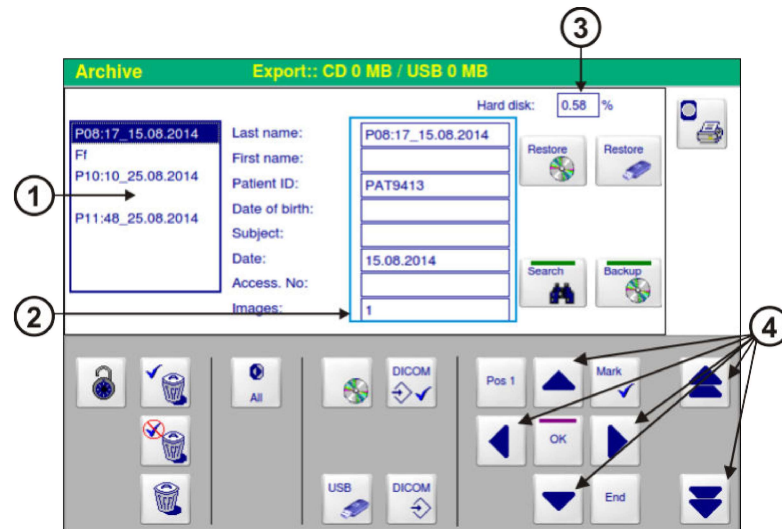 3
Archive Export:: CD 0 MB / USB 0 MB
Hard disk: 0.58 %
P08:17_15.08.2014
Ff
P10:10_25.08.2014
P11:48_25.08.2014
Last name: P08:17_15.08.2014
First name:
Patient ID: PAT9413
Date of birth:
Subject:
Date: 15.08.2014
Access. No:
Images: 1
Restore
Restore
Search
Backup
1
2
4
All
DICOM
Pos 1
Mark
OK
USB
DICOM
End